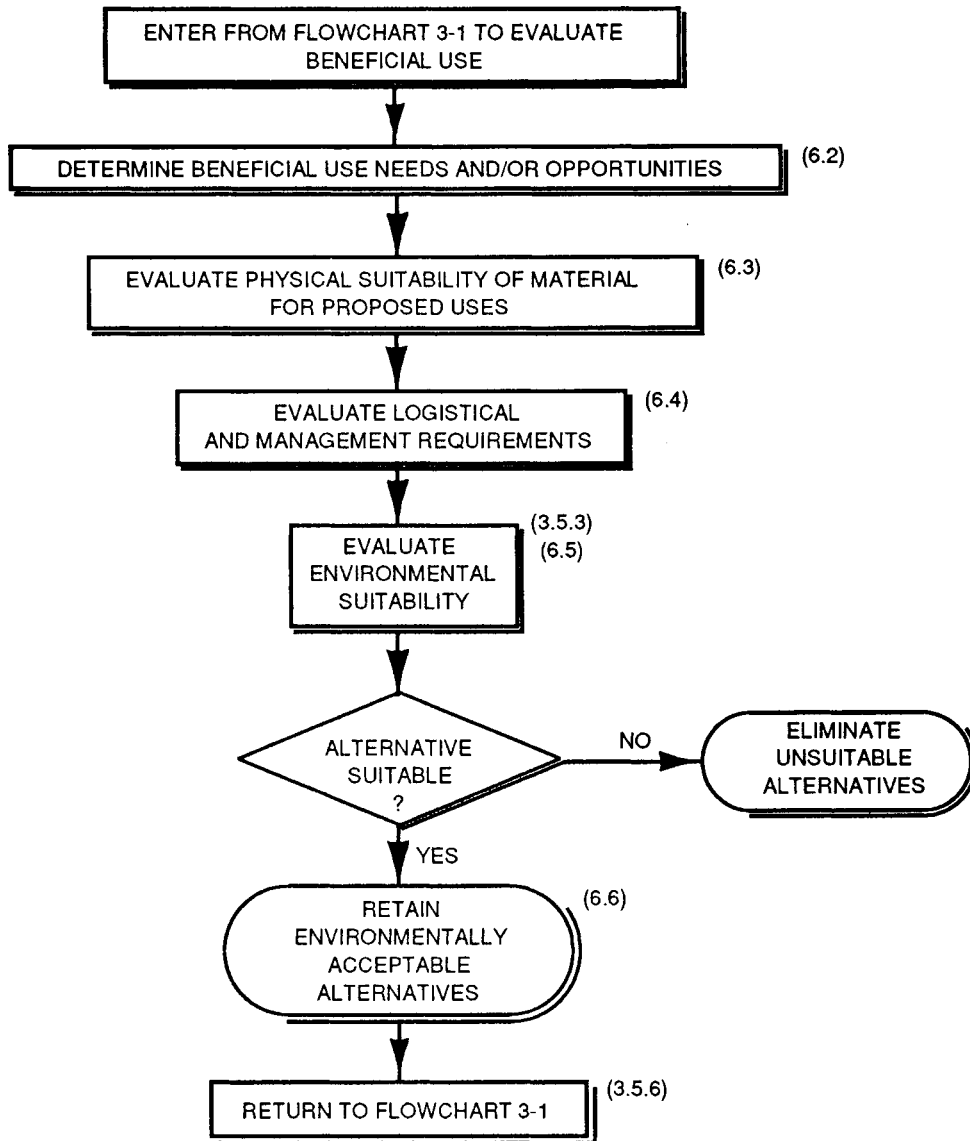 ENTER FROM FLOWCHART 3-1 TO EVALUATE
BENEFICIAL USE
DETERMINE BENEFICIAL USE NEEDS AND/OR OPPORTUNITIES
(6.2)
EVALUATE PHYSICAL SUITABILITY OF MATERIAL
FOR PROPOSED USES
(6.3)
EVALUATE LOGISTICAL
AND MANAGEMENT REQUIREMENTS
(6.4)
EVALUATE
ENVIRONMENTAL
SUITABILITY
(3.5.3)
(6.5)
ALTERNATIVE
SUITABLE
?
NO
ELIMINATE
UNSUITABLE
ALTERNATIVES
YES
RETAIN
ENVIRONMENTALLY
ACCEPTABLE
ALTERNATIVES
(6.6)
RETURN TO FLOWCHART 3-1
(3.5.6)